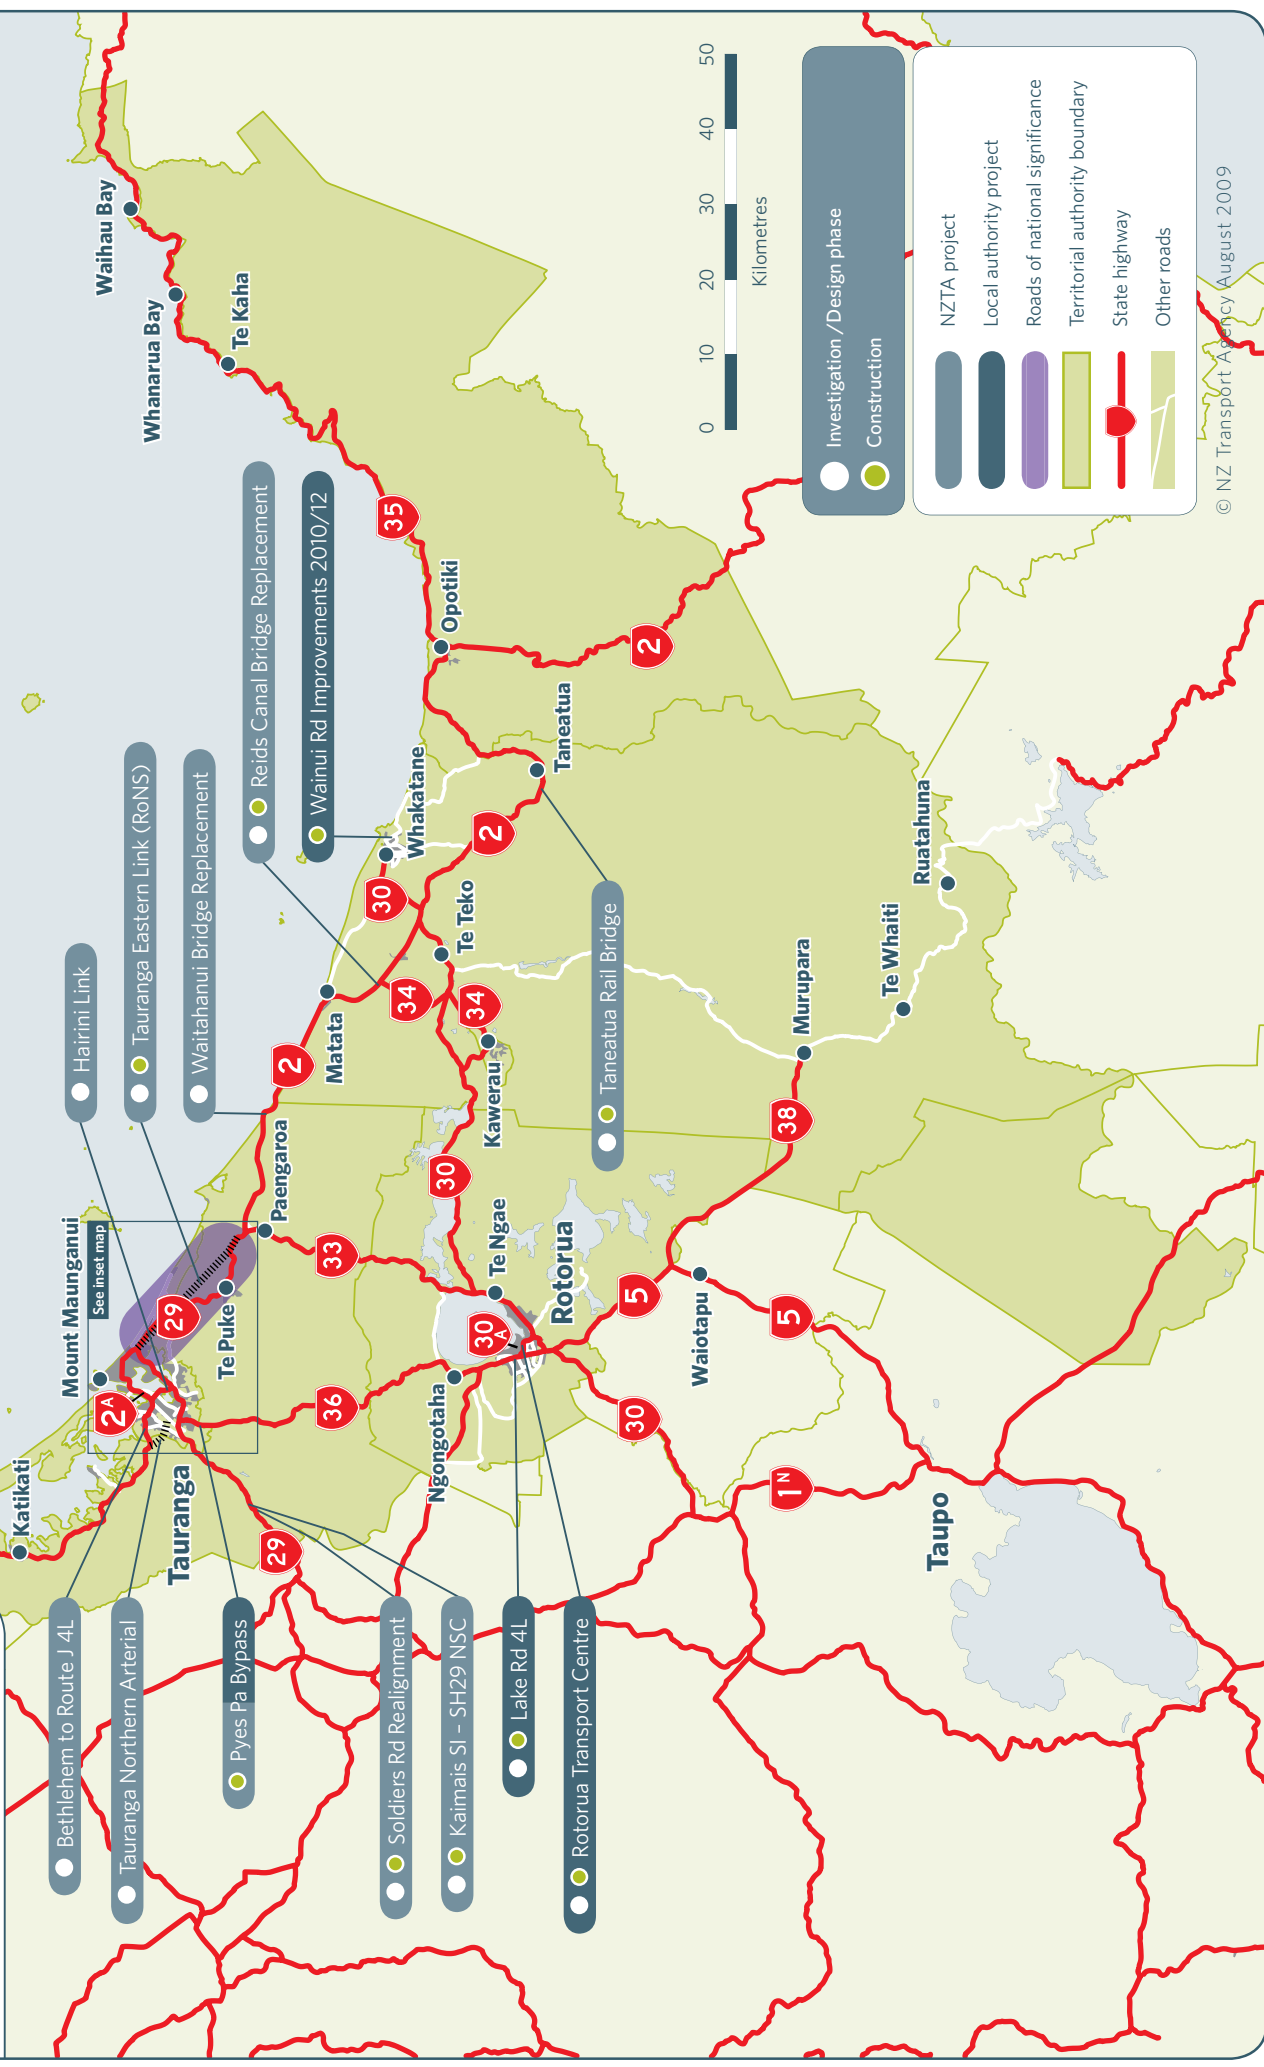 Hairini Link
Tauranga Eastern Link (RoNS)
Waitahanui Bridge Replacement
Reids Canal Bridge Replacement
Wainui Rd Improvements 2010/12
Bethlehem to Route J 4L
Tauranga Northern Arterial
Pyes Pa Bypass
Soldiers Rd Realignment
Kaimais SI – SH29 NSC
Lake Rd 4L
Rotorua Transport Centre
Taneatua Rail Bridge
Katikati
Mount Maunganui
See inset map
Tauranga
Te Puke
Paengaroa
Matata
Whakatane
Te Teko
Kawerau
Taneatua
Opotiki
Te Kaha
Whanarua Bay
Waihau Bay
Ngongotaha
Te Ngae
Rotorua
Waiotapu
Murupara
Te Whaiti
Ruatahuna
Taupo
2A
29
29
2
2
2
30
34
34
35
33
36
30
30A
30
5
5
38
1N
0 10 20 30 40 50
Kilometres
Investigation /Design phase
Construction
NZTA project
Local authority project
Roads of national significance
Territorial authority boundary
State highway
Other roads
© NZ Transport Agency August 2009